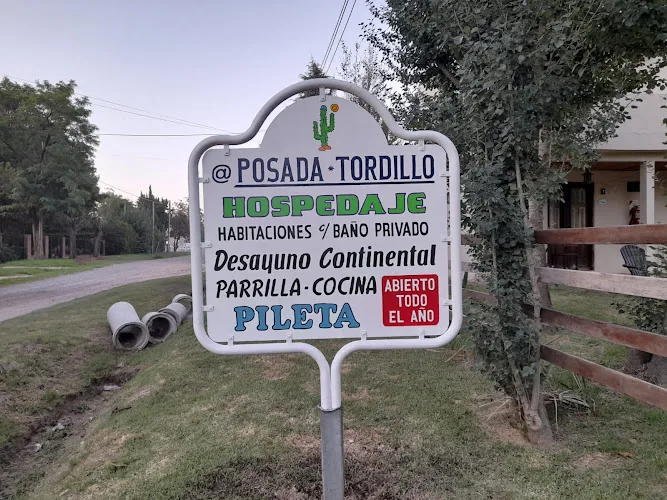 @ POSADA · TORDILLO
HOSPEDAJE
HABITACIONES c/ BAÑO PRIVADO
Desayuno Continental
PARRILLA · COCINA
PILETA
ABIERTO
TODO
EL AÑO